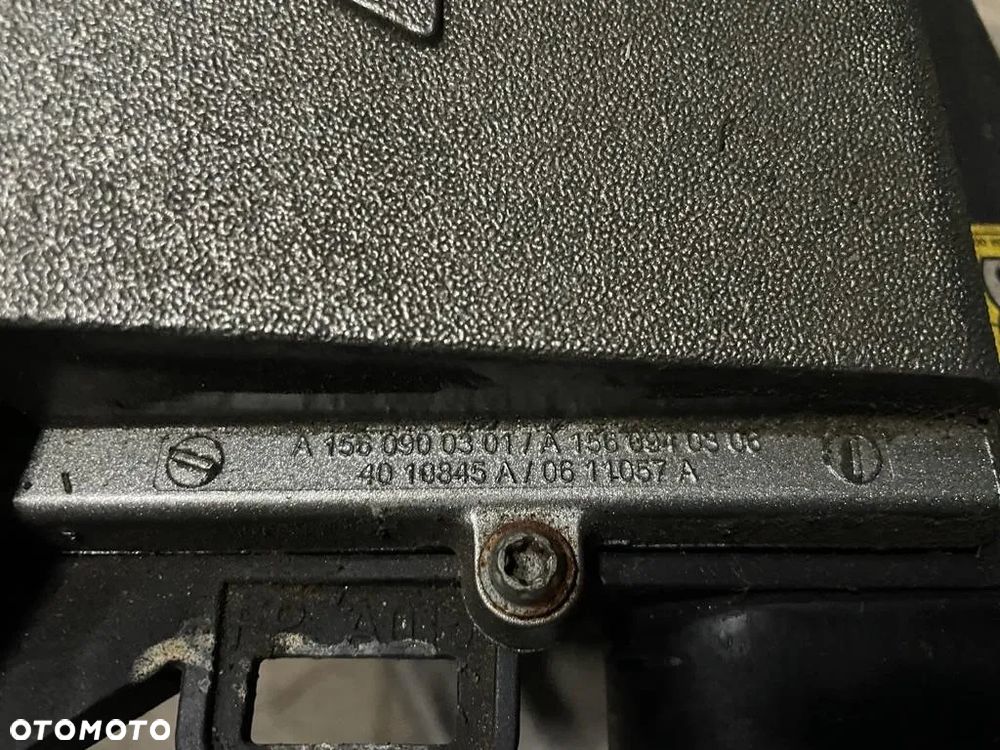 A 156 090 03 01 / A 156 094 03 06
40 10845 A / 06 11057 A
OTOMOTO